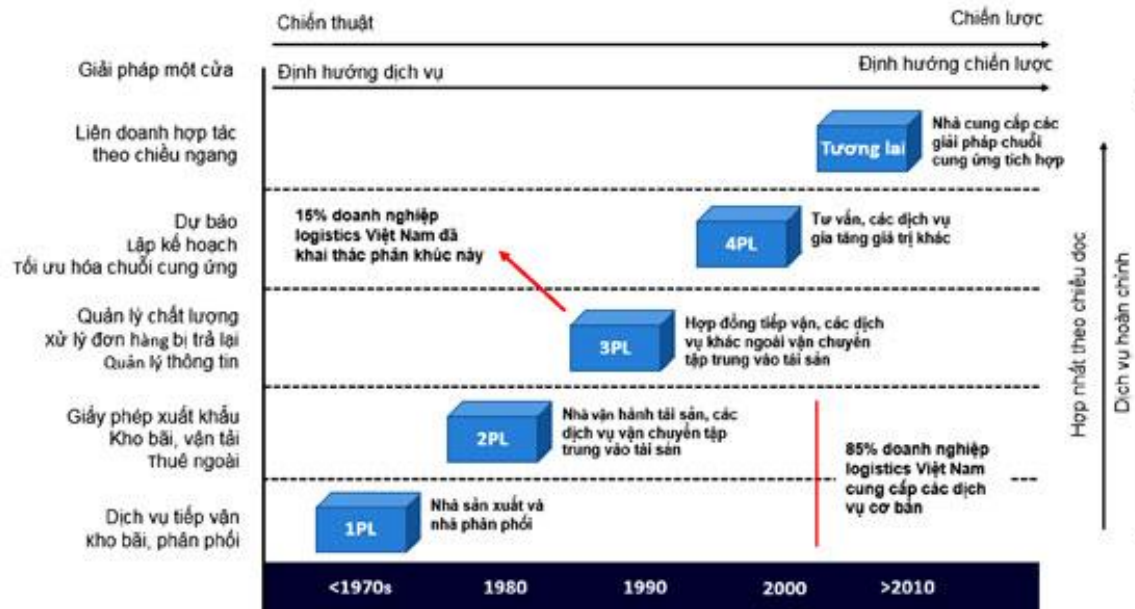 Chiến thuật
Chiến lược
Giải pháp một cửa
Định hướng dịch vụ
Định hướng chiến lược
Liên doanh hợp tác
theo chiều ngang
Tương lai
Nhà cung cấp các
giải pháp chuỗi
cung ứng tích hợp
Dự báo
Lập kế hoạch
Tối ưu hóa chuỗi cung ứng
15% doanh nghiệp
logistics Việt Nam đã
khai thác phân khúc này
4PL
Tư vấn, các dịch vụ
gia tăng giá trị khác
Quản lý chất lượng
Xử lý đơn hàng bị trả lại
Quản lý thông tin
3PL
Hợp đồng tiếp vận, các dịch
vụ khác ngoài vận chuyển
tập trung vào tài sản
Giấy phép xuất khẩu
Kho bãi, vận tải
Thuê ngoài
2PL
Nhà vận hành tài sản, các
dịch vụ vận chuyển tập
trung vào tài sản
85% doanh nghiệp
logistics Việt Nam
cung cấp các dịch
vụ cơ bản
Dịch vụ tiếp vận
Kho bãi, phân phối
1PL
Nhà sản xuất và
nhà phân phối
Hợp nhất theo chiều dọc
Dịch vụ hoàn chỉnh
<1970s
1980
1990
2000
>2010